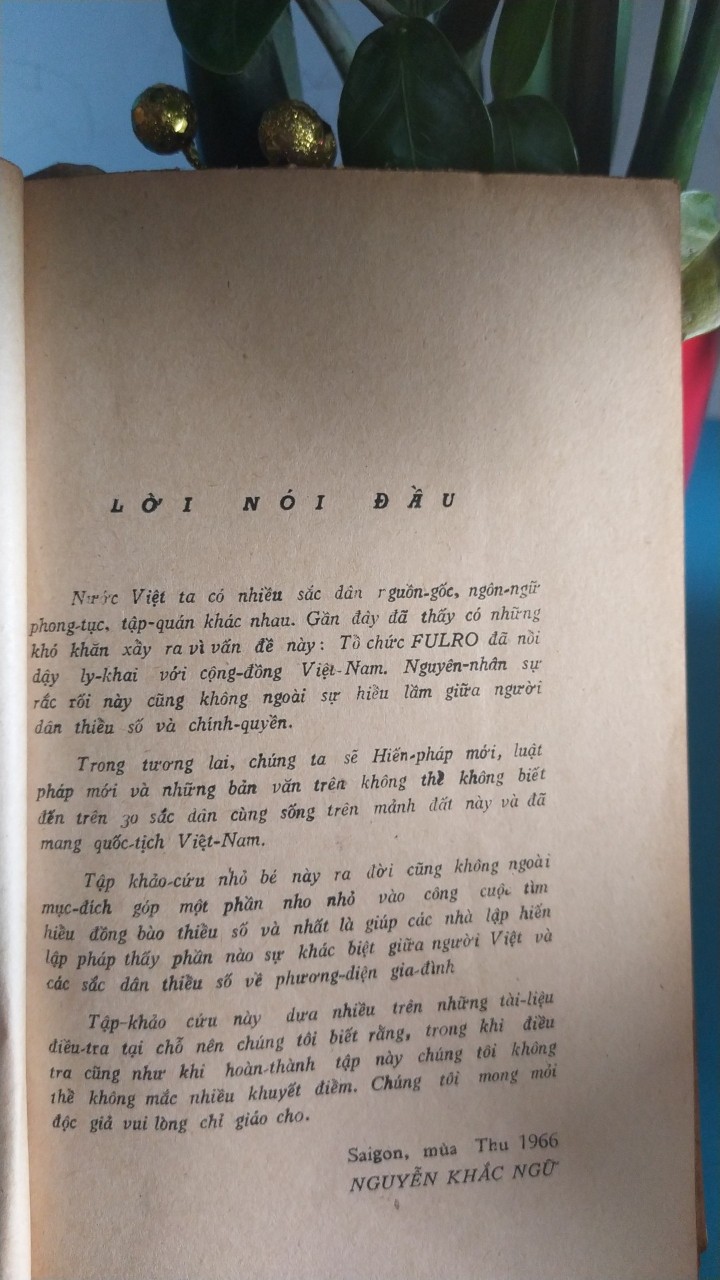 LỜI NÓI ĐẦU
Nước Việt ta có nhiều sắc dân nguồn-gốc, ngôn-ngữ
phong-tục, tập-quán khác nhau. Gần đây đã thấy có những
khó khăn xẩy ra vì vấn đề này : Tổ chức FULRO đã nổi
dậy ly-khai với cộng-đồng Việt-Nam. Nguyên-nhân sự
rắc rối này cũng không ngoài sự hiểu lầm giữa người
dân thiểu số và chính-quyền.
Trong tương lai, chúng ta sẽ Hiến-pháp mới, luật
pháp mới và những bản văn trên không thể không biết
đến trên 30 sắc dân cùng sống trên mảnh đất này và đã
mang quốc-tịch Việt-Nam.
Tập khảo-cứu nhỏ bé này ra đời cũng không ngoài
mục-đích góp một phần nho nhỏ vào công cuộc tìm
hiểu đồng bào thiểu số và nhất là giúp các nhà lập hiến
lập pháp thấy phần nào sự khác biệt giữa người Việt và
các sắc dân thiểu số về phương-diện gia-đình
Tập-khảo cứu này dựa nhiều trên những tài-liệu
điều-tra tại chỗ nên chúng tôi biết rằng, trong khi điều
tra cũng như khi hoàn-thành tập này chúng tôi không
thể không mắc nhiều khuyết điểm. Chúng tôi mong mỏi
độc giả vui lòng chỉ giáo cho.
Saigon, mùa Thu 1966
NGUYỄN KHẮC NGỮ